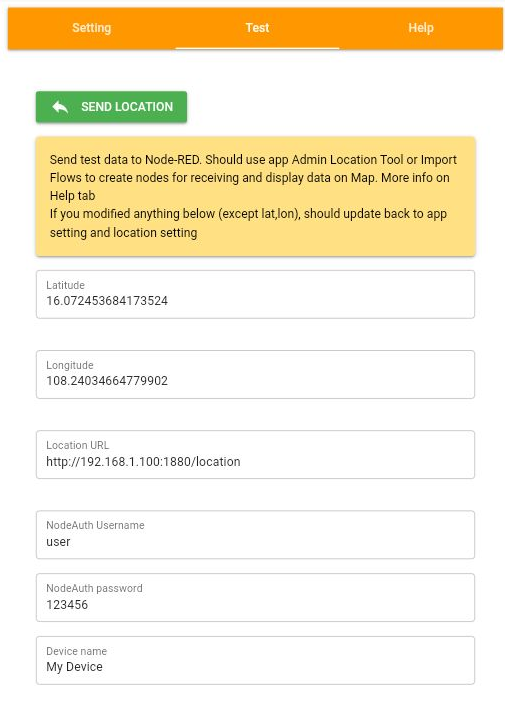 Setting Test Help
SEND LOCATION
Send test data to Node-RED. Should use app Admin Location Tool or Import
Flows to create nodes for receiving and display data on Map. More info on
Help tab
If you modified anything below (except lat,lon), should update back to app
setting and location setting
Latitude
16.072453684173524
Longitude
108.24034664779902
Location URL
http://192.168.1.100:1880/location
NodeAuth Username
user
NodeAuth password
123456
Device name
My Device